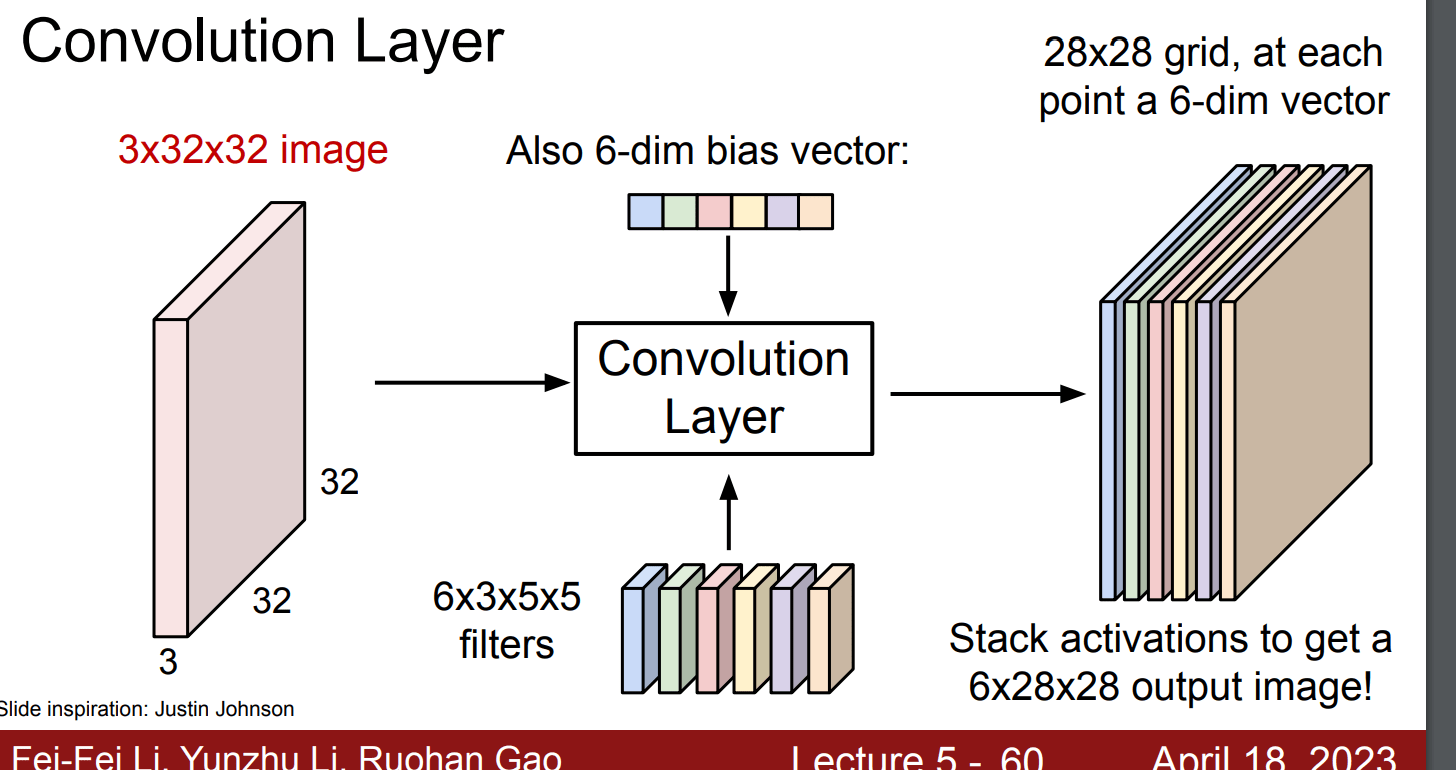 Convolution Layer
28x28 grid, at each
point a 6-dim vector
3x32x32 image
Also 6-dim bias vector:
Convolution
Layer
32
32
3
6x3x5x5
filters
Stack activations to get a
6x28x28 output image!
Slide inspiration: Justin Johnson
Fei-Fei Li, Yunzhu Li, Ruohan Gao
Lecture 5 - 60
April 18, 2023